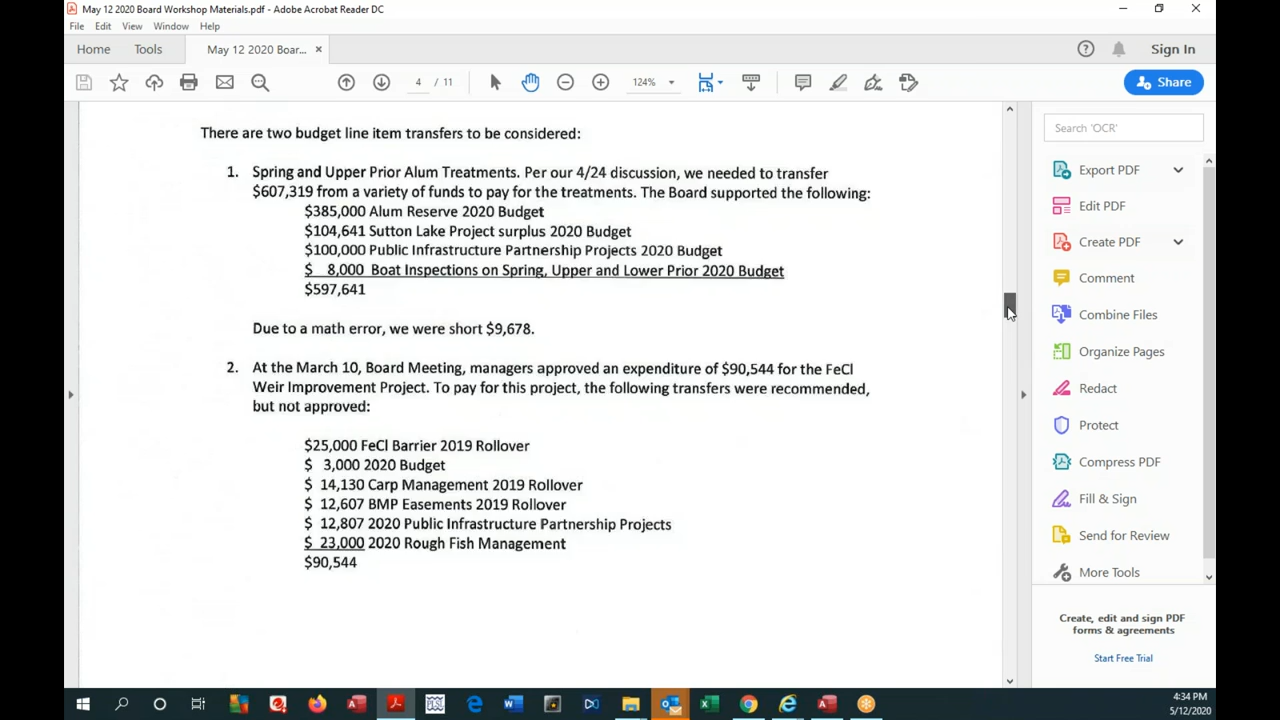 May 12 2020 Board Workshop Materials.pdf - Adobe Acrobat Reader DC
File Edit View Window Help
Home Tools May 12 2020 Boar... × Sign In
4 / 11 124% Share
There are two budget line item transfers to be considered:
1. Spring and Upper Prior Alum Treatments. Per our 4/24 discussion, we needed to transfer
$607,319 from a variety of funds to pay for the treatments. The Board supported the following:
$385,000 Alum Reserve 2020 Budget
$104,641 Sutton Lake Project surplus 2020 Budget
$100,000 Public Infrastructure Partnership Projects 2020 Budget
$ 8,000 Boat Inspections on Spring, Upper and Lower Prior 2020 Budget
$597,641
Due to a math error, we were short $9,678.
2. At the March 10, Board Meeting, managers approved an expenditure of $90,544 for the FeCl
Weir Improvement Project. To pay for this project, the following transfers were recommended,
but not approved:
$25,000 FeCl Barrier 2019 Rollover
$ 3,000 2020 Budget
$ 14,130 Carp Management 2019 Rollover
$ 12,607 BMP Easements 2019 Rollover
$ 12,807 2020 Public Infrastructure Partnership Projects
$ 23,000 2020 Rough Fish Management
$90,544
Search 'OCR'
Export PDF
Edit PDF
Create PDF
Comment
Combine Files
Organize Pages
Redact
Protect
Compress PDF
Fill & Sign
Send for Review
More Tools
Create, edit and sign PDF
forms & agreements
Start Free Trial
4:34 PM
5/12/2020